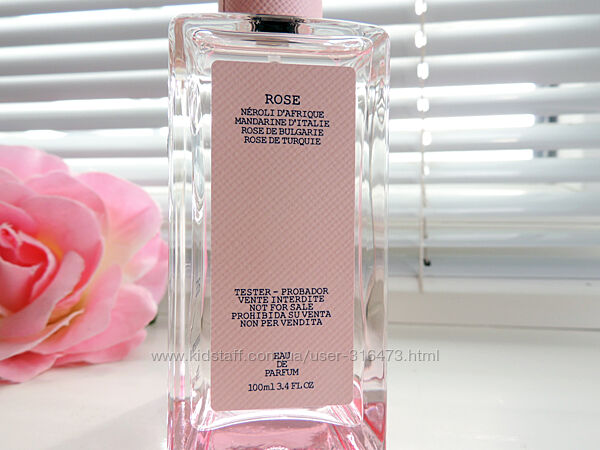 ROSE
NÉROLI D'AFRIQUE
MANDARINE D'ITALIE
ROSE DE BULGARIE
ROSE DE TURQUIE
TESTER - PROBADOR
VENTE INTERDITE
NOT FOR SALE
PROHIBIDA SU VENTA
NON PER VENDITA
www.kidstaff.com.ua/user-316473.html
EAU
DE
PARFUM
100ml 3.4 FL OZ